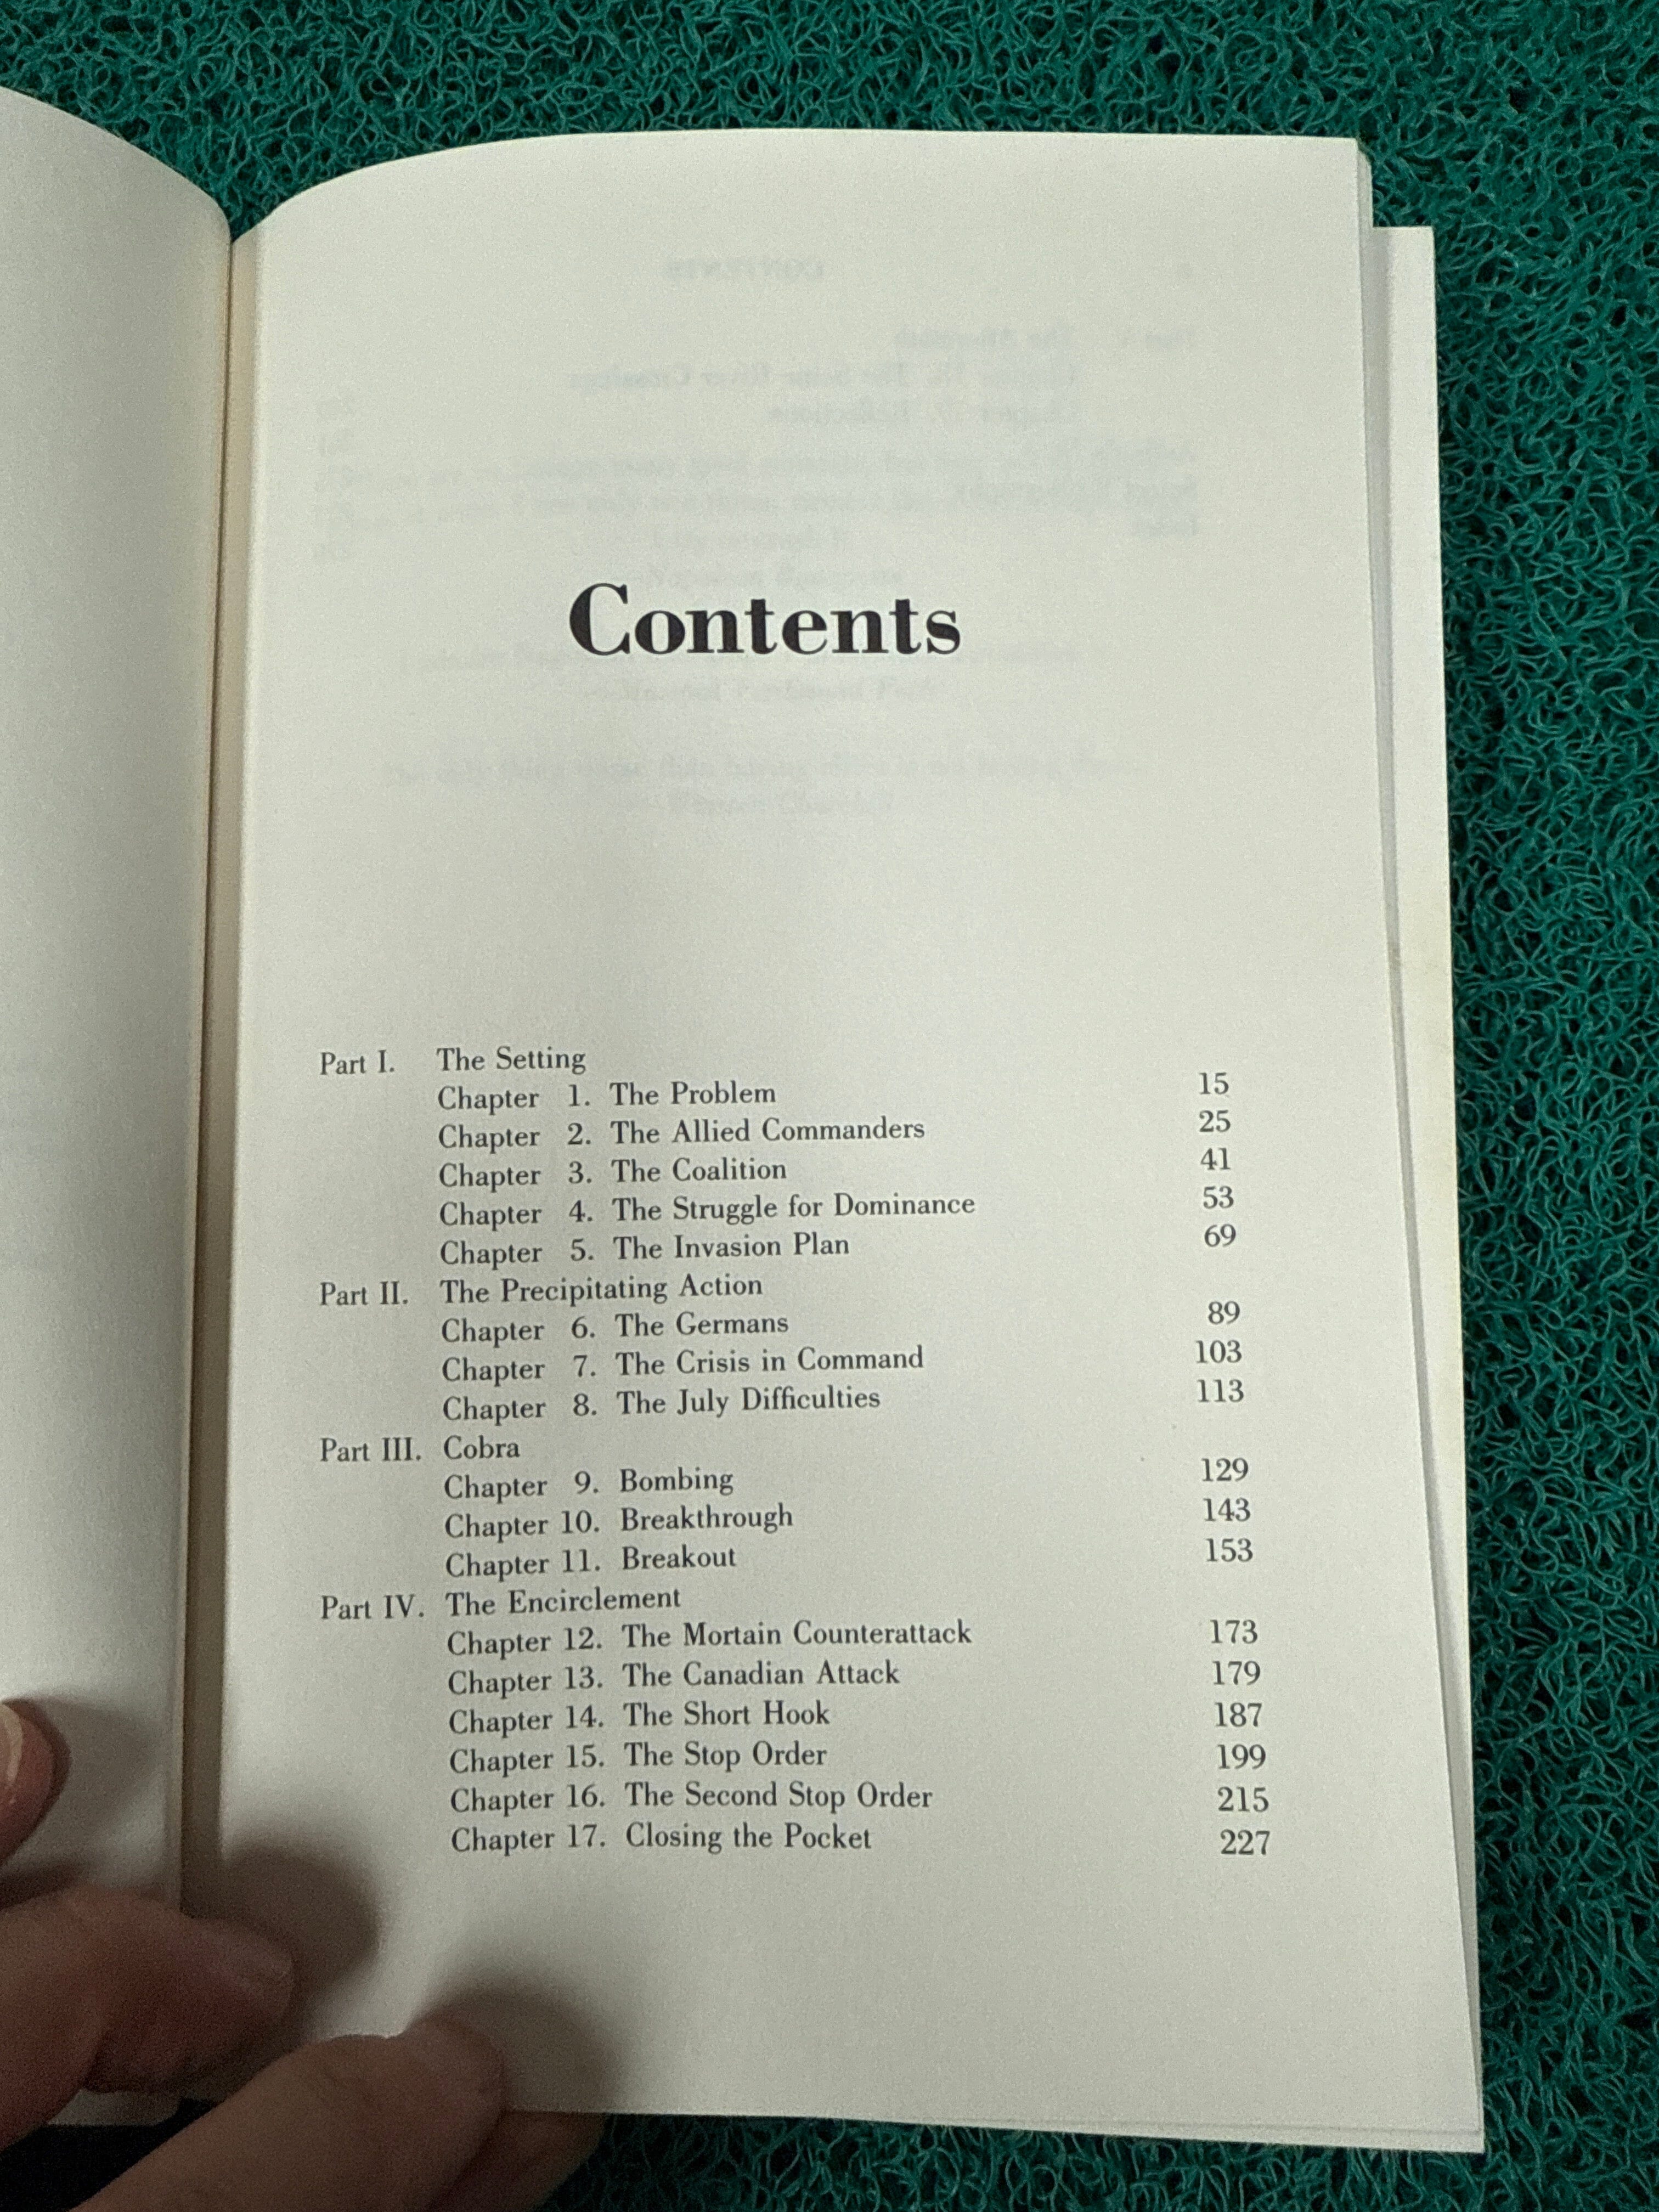 Contents
Part I. The Setting
Chapter 1. The Problem 15
Chapter 2. The Allied Commanders 25
Chapter 3. The Coalition 41
Chapter 4. The Struggle for Dominance 53
Chapter 5. The Invasion Plan 69
Part II. The Precipitating Action
Chapter 6. The Germans 89
Chapter 7. The Crisis in Command 103
Chapter 8. The July Difficulties 113
Part III. Cobra
Chapter 9. Bombing 129
Chapter 10. Breakthrough 143
Chapter 11. Breakout 153
Part IV. The Encirclement
Chapter 12. The Mortain Counterattack 173
Chapter 13. The Canadian Attack 179
Chapter 14. The Short Hook 187
Chapter 15. The Stop Order 199
Chapter 16. The Second Stop Order 215
Chapter 17. Closing the Pocket 227